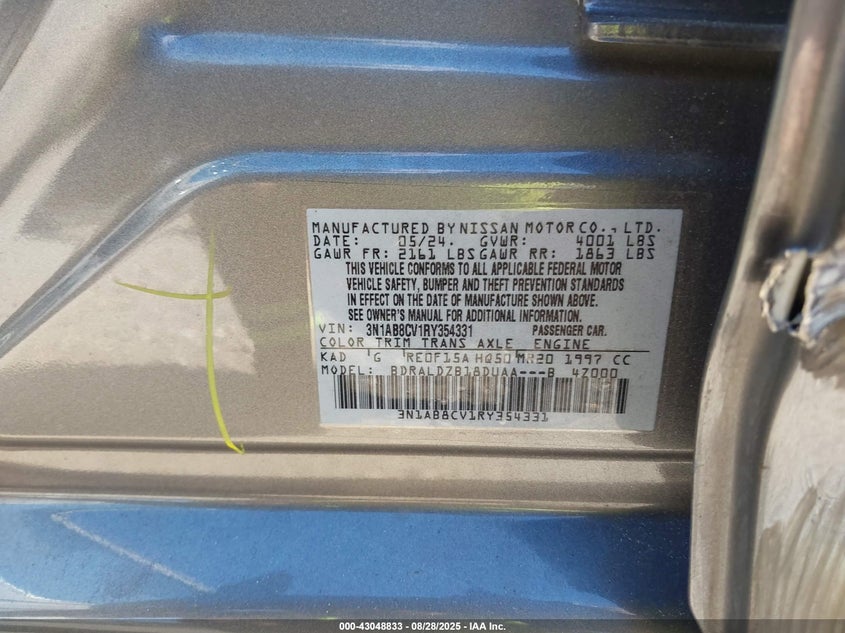 MANUFACTURED BY NISSAN MOTOR CO., LTD.
DATE: 05/24. GVWR: 4001 LBS
GAWR FR: 2161 LBS GAWR RR: 1863 LBS
THIS VEHICLE CONFORMS TO ALL APPLICABLE FEDERAL MOTOR
VEHICLE SAFETY, BUMPER AND THEFT PREVENTION STANDARDS
IN EFFECT ON THE DATE OF MANUFACTURE SHOWN ABOVE.
SEE OWNER'S MANUAL FOR ADDITIONAL INFORMATION.
VIN: 3N1AB8CV1RY354331 PASSENGER CAR.
COLOR TRIM TRANS AXLE ENGINE
KAD G RE0F15A HQ50 MR20 1997 CC
MODEL: BDRALDZB18DUAA---B 4Z000
3N1AB8CV1RY354331
000-43048833 - 08/28/2025 - IAA Inc.